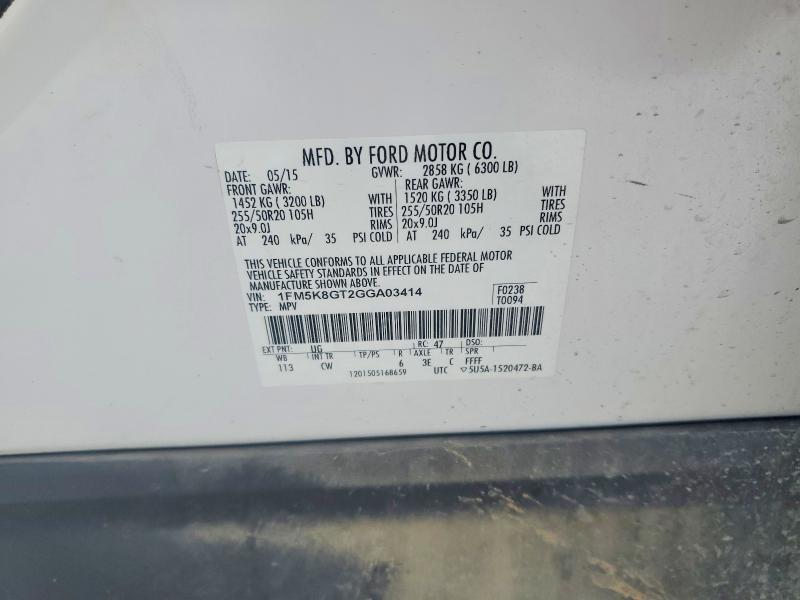 MFD. BY FORD MOTOR CO.
DATE: 05/15 GVWR: 2858 KG ( 6300 LB)
FRONT GAWR: REAR GAWR:
1452 KG ( 3200 LB) WITH 1520 KG ( 3350 LB) WITH
255/50R20 105H TIRES 255/50R20 105H TIRES
20x9.0J RIMS 20x9.0J RIMS
AT 240 kPa/ 35 PSI COLD AT 240 kPa/ 35 PSI COLD
THIS VEHICLE CONFORMS TO ALL APPLICABLE FEDERAL MOTOR
VEHICLE SAFETY STANDARDS IN EFFECT ON THE DATE OF
MANUFACTURE SHOWN ABOVE.
VIN: 1FM5K8GT2GGA03414 F0238
TYPE: MPV T0094
EXT PNT: UG RC: 47 DSO:
WB INT TR TP/PS R AXLE TR SPR
113 CW 6 3E C FFFF
1201505168659 UTC 5U5A-1520472-BA